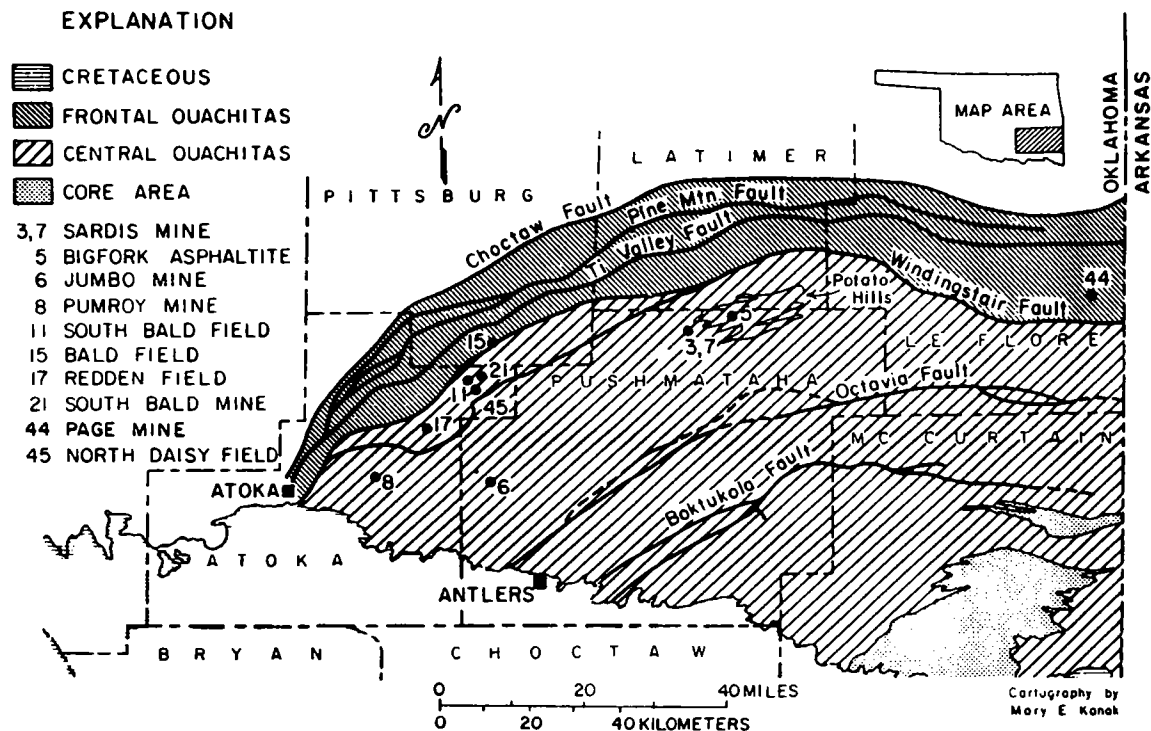 EXPLANATION
CRETACEOUS
FRONTAL OUACHITAS
CENTRAL OUACHITAS
CORE AREA
3,7 SARDIS MINE
5 BIGFORK ASPHALTITE
6 JUMBO MINE
8 PUMROY MINE
11 SOUTH BALD FIELD
15 BALD FIELD
17 REDDEN FIELD
21 SOUTH BALD MINE
44 PAGE MINE
45 NORTH DAISY FIELD
N
MAP AREA
OKLAHOMA
ARKANSAS
LATIMER
PITTSBURG
Choctaw Fault
Pine Mtn Fault
Ti Valley Fault
Windingstair Fault
44
Potato
Hills
5
3,7
15
LE FLORE
21
11
PUSHMATAHA
Octavia Fault
45
17
MC CURTAIN
8
6
Boktukola Fault
ATOKA
ATOKA
ANTLERS
BRYAN
CHOCTAW
0 20 40 MILES
0 20 40 KILOMETERS
Cartography by
Mary E Kanak